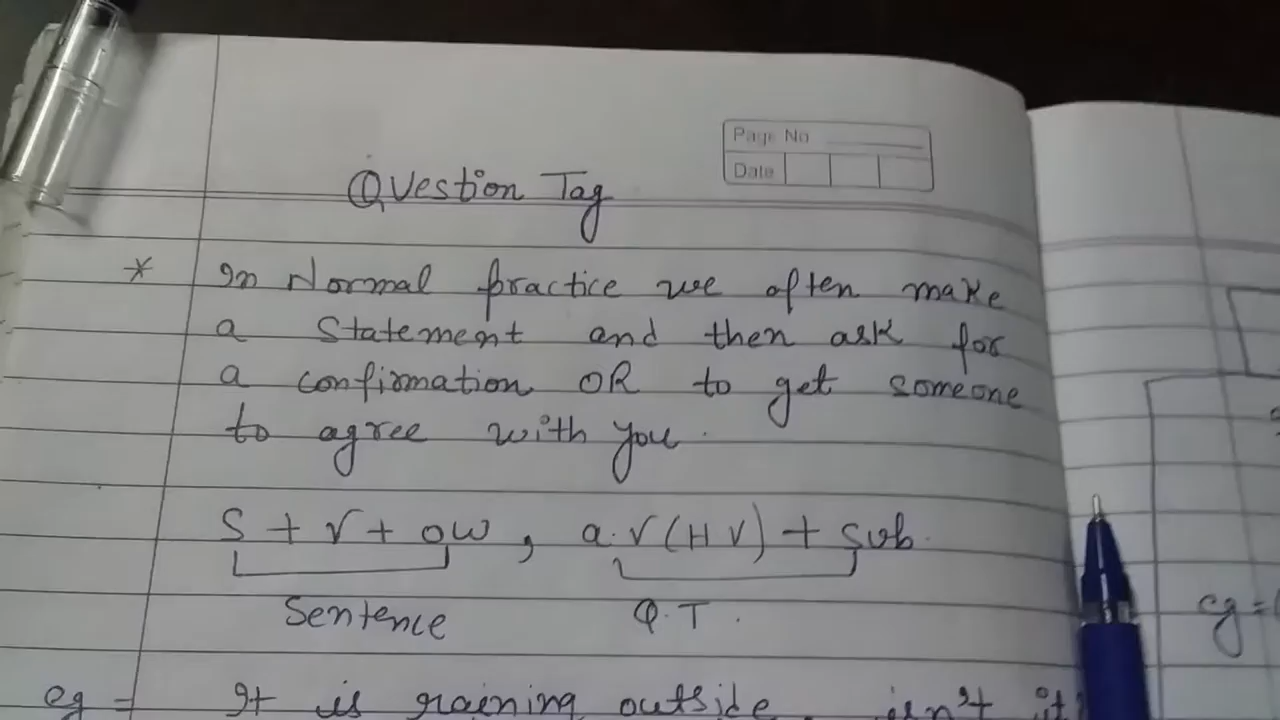 Page No
Date
Question Tag
* In Normal practice we often make
a statement and then ask for
a confirmation OR to get someone
to agree with you.
S + V + OW, a.V(HV) + Sub.
Sentence Q.T.
eg = It is raining outside, isn't it
eg =